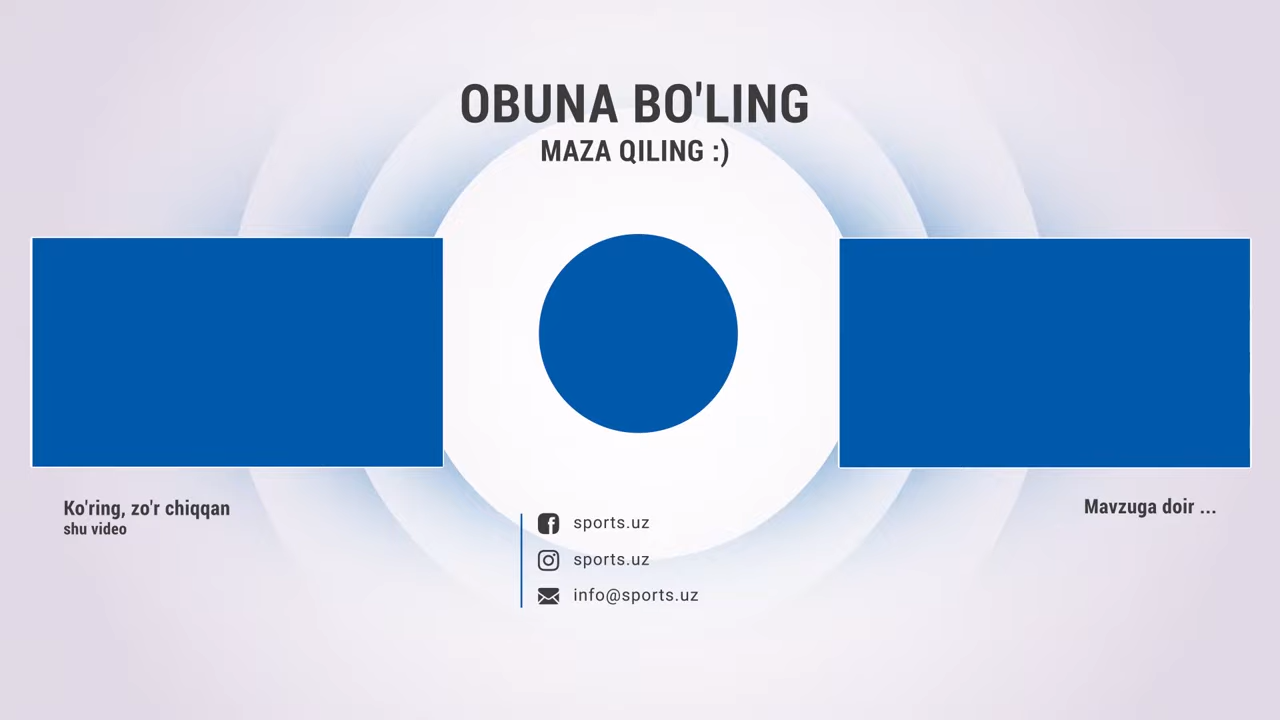 OBUNA BO'LING
MAZA QILING :)
Ko'ring, zo'r chiqqan
shu video
Mavzuga doir ...
sports.uz
sports.uz
info@sports.uz